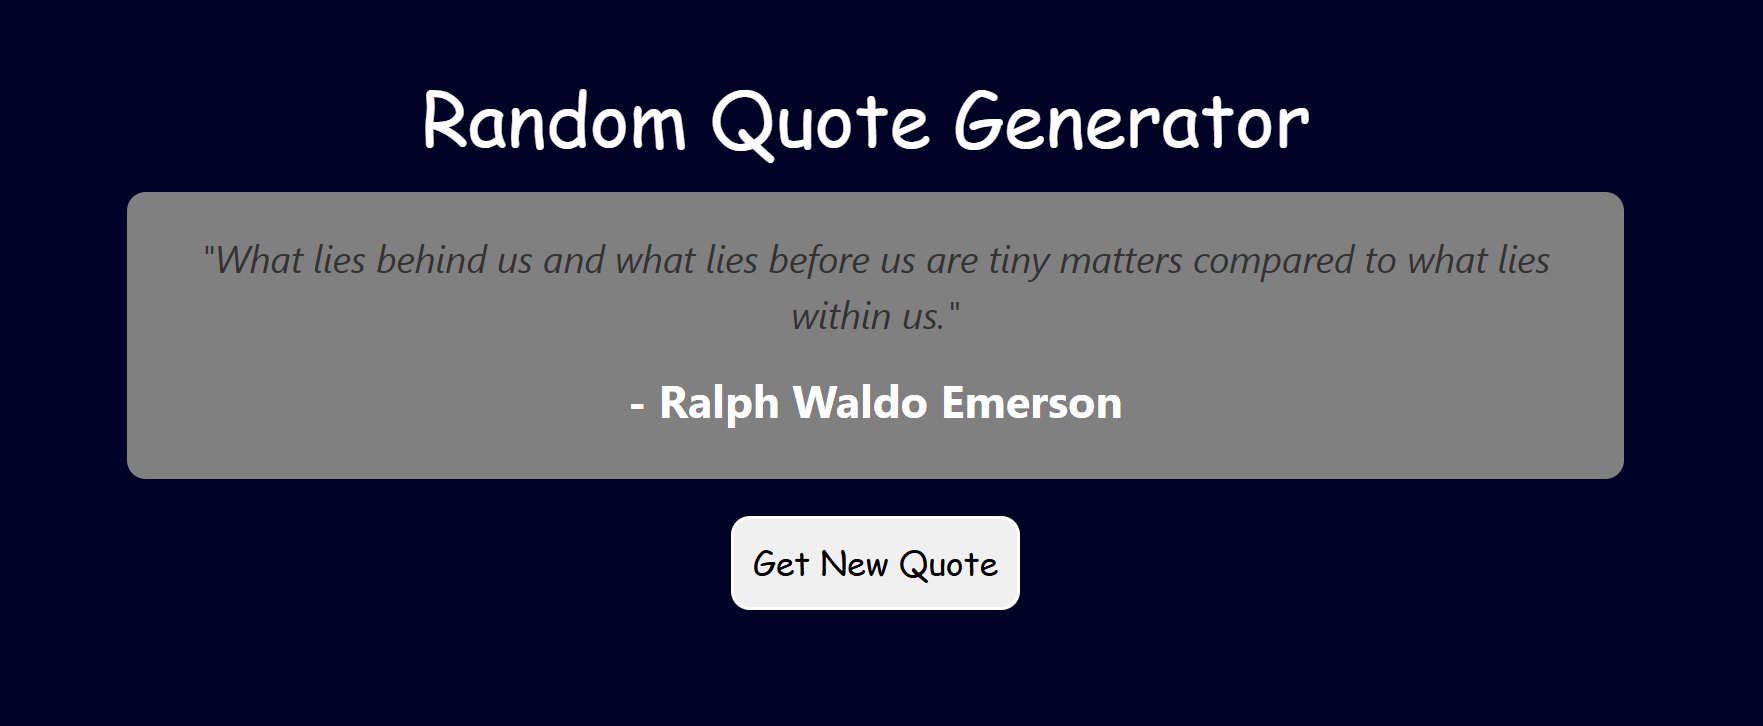 Random Quote Generator
"What lies behind us and what lies before us are tiny matters compared to what lies
within us."
- Ralph Waldo Emerson
Get New Quote